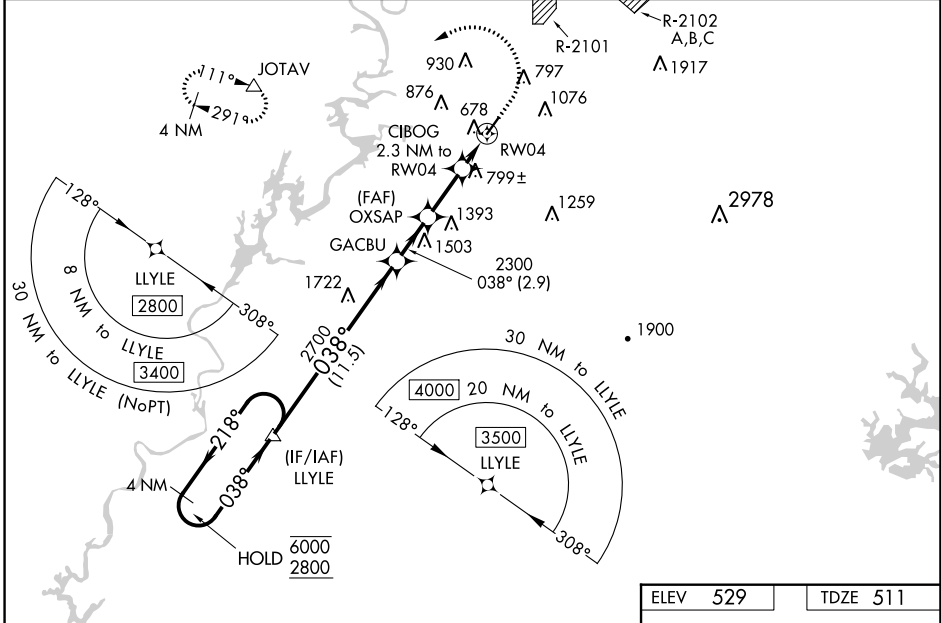 R-2101
R-2102
A,B,C
1917
930
797
876
1076
678
111°
JOTAV
291°
4 NM
CIBOG
2.3 NM to
RW04
RW04
799±
(FAF)
OXSAP
1393
1259
2978
GACBU
1503
2300
038° (2.9)
1722
128°
LLYLE
2800
308°
8 NM to LLYLE
3400
30 NM to LLYLE (NoPT)
2700
038°
(11.5)
1900
30 NM to LLYLE
4000
20 NM to LLYLE
128°
3500
LLYLE
308°
218°
038°
4 NM
(IF/IAF)
LLYLE
HOLD
6000
2800
ELEV 529
TDZE 511